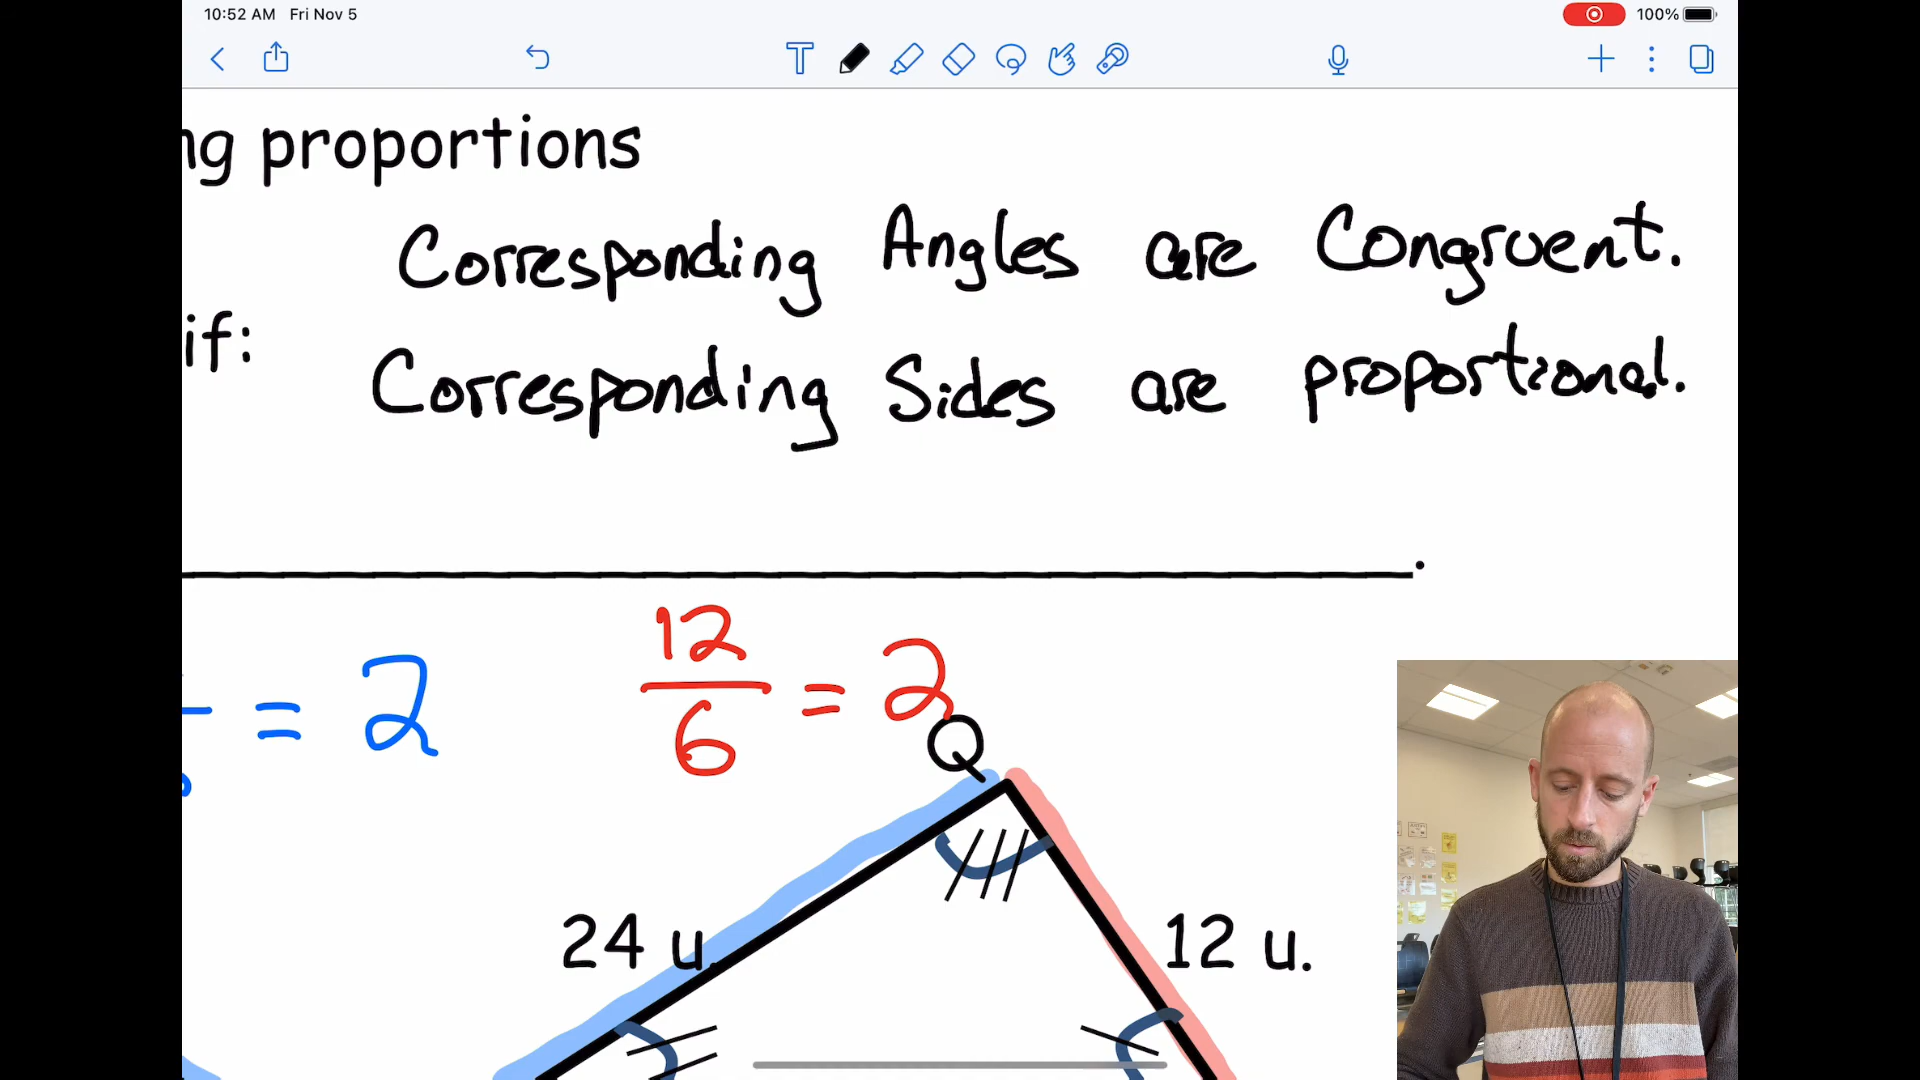 10:52 AM Fri Nov 5
100%
ng proportions
Corresponding Angles are Congruent.
if:
Corresponding Sides are proportional.
= 2
12
6
= 2
Q
24 u.
12 u.